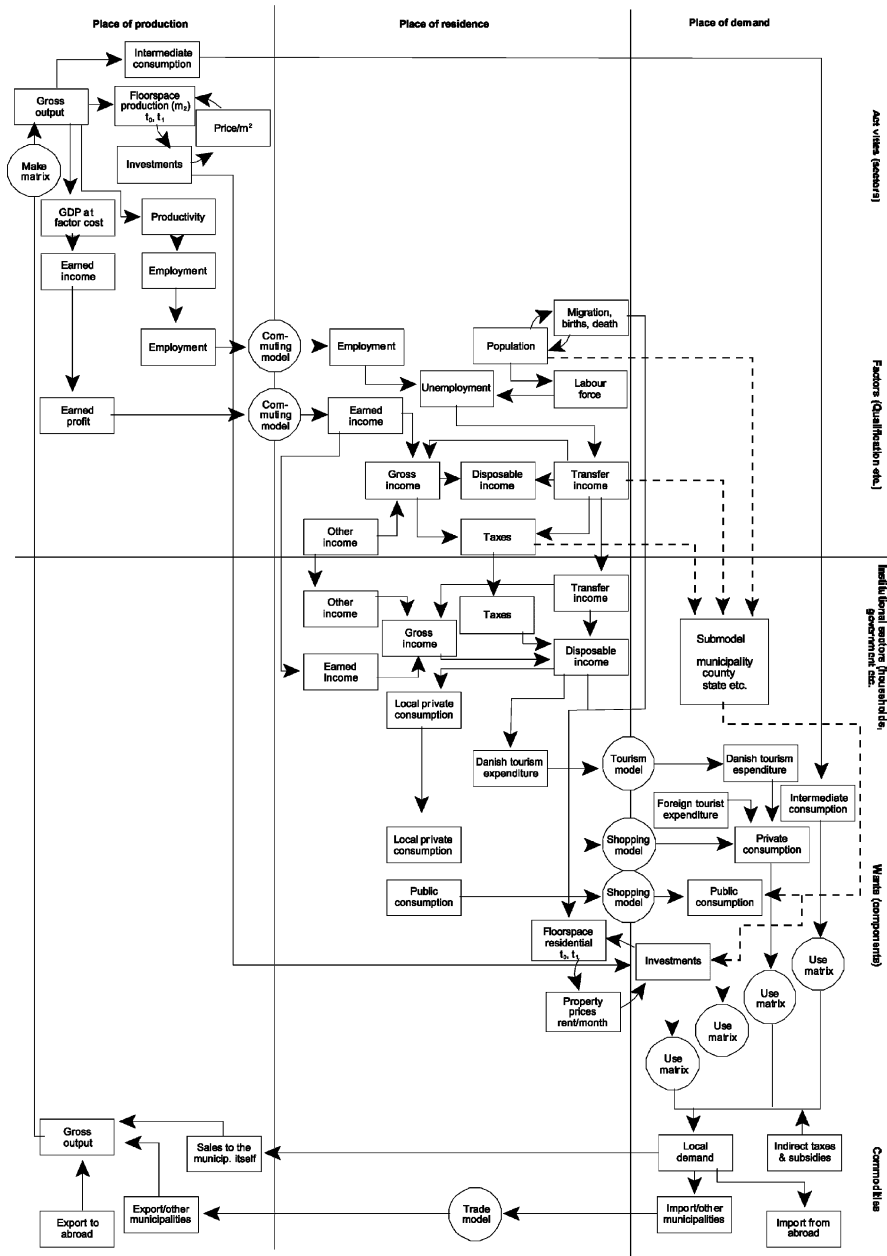 Place of production
Place of residence
Place of demand
Intermediate
consumption
Gross
output
Floorspace
production (m2)
t0, t1
Price/m2
Make
matrix
Investments
GDP at
factor cost
Productivity
Earned
income
Employment
Employment
Com-
muting
model
Employment
Population
Migration,
births, death
Unemployment
Labour
force
Earned
profit
Com-
muting
model
Earned
income
Gross
income
Disposable
income
Transfer
income
Other
income
Taxes
Other
income
Taxes
Transfer
income
Gross
income
Disposable
income
Earned
Income
Submodel
municipality
county
state etc.
Local private
consumption
Danish tourism
expenditure
Tourism
model
Danish tourism
espenditure
Foreign tourist
expenditure
Intermediate
consumption
Local private
consumption
Shopping
model
Private
consumption
Public
consumption
Shopping
model
Public
consumption
Floorspace
residential
t0, t1
Investments
Property
prices
rent/month
Use
matrix
Use
matrix
Use
matrix
Use
matrix
Gross
output
Sales to the
municip. itself
Local
demand
Indirect taxes
& subsidies
Export to
abroad
Export/other
municipalities
Trade
model
Import/other
municipalities
Import from
abroad
Act vities (sectors)
Factors (Qualification etc.)
Institutional sectors (households,
government etc.
Wants (components)
Commodities